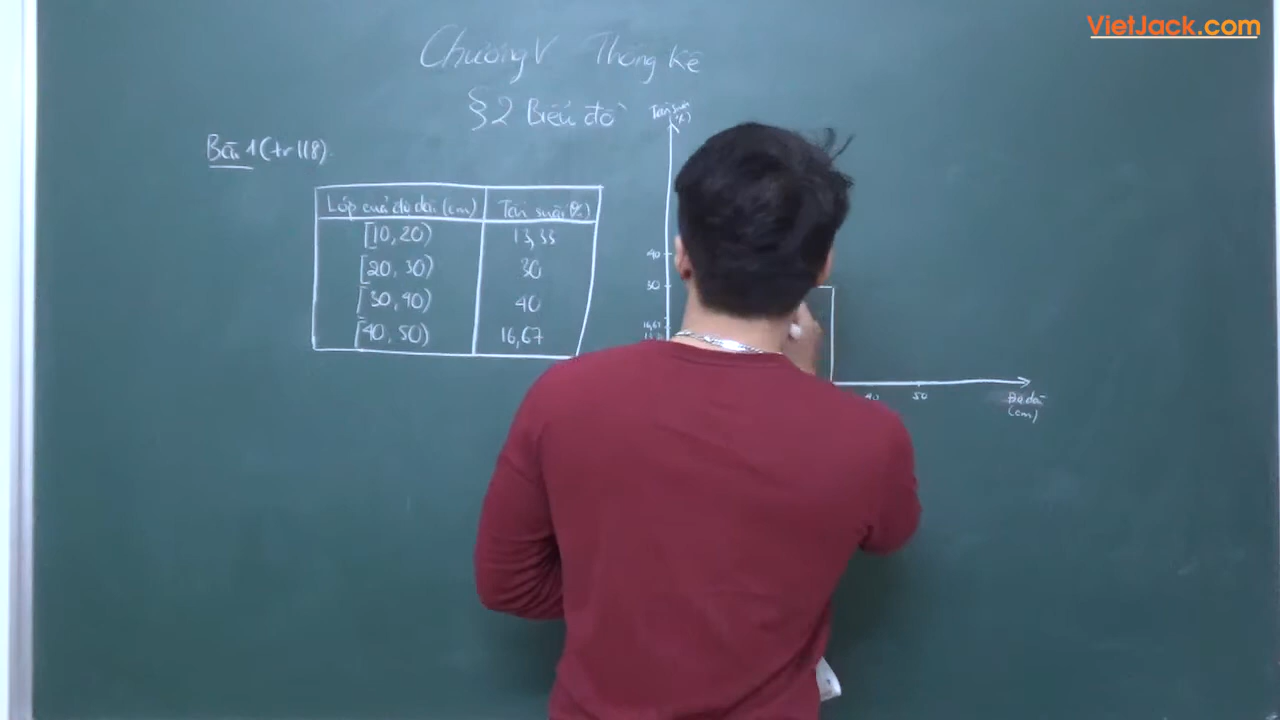 VietJack.com
Chương V Thống kê
§2 Biểu đồ
Bài 1 (tr 118).
Lớp của độ dài (cm) Tần suất (%)
[10, 20) 13,33
[20, 30) 30
[30, 40) 40
[40, 50) 16,67
Tần suất
(%)
40
30
16,67
40 50
Độ dài
(cm)